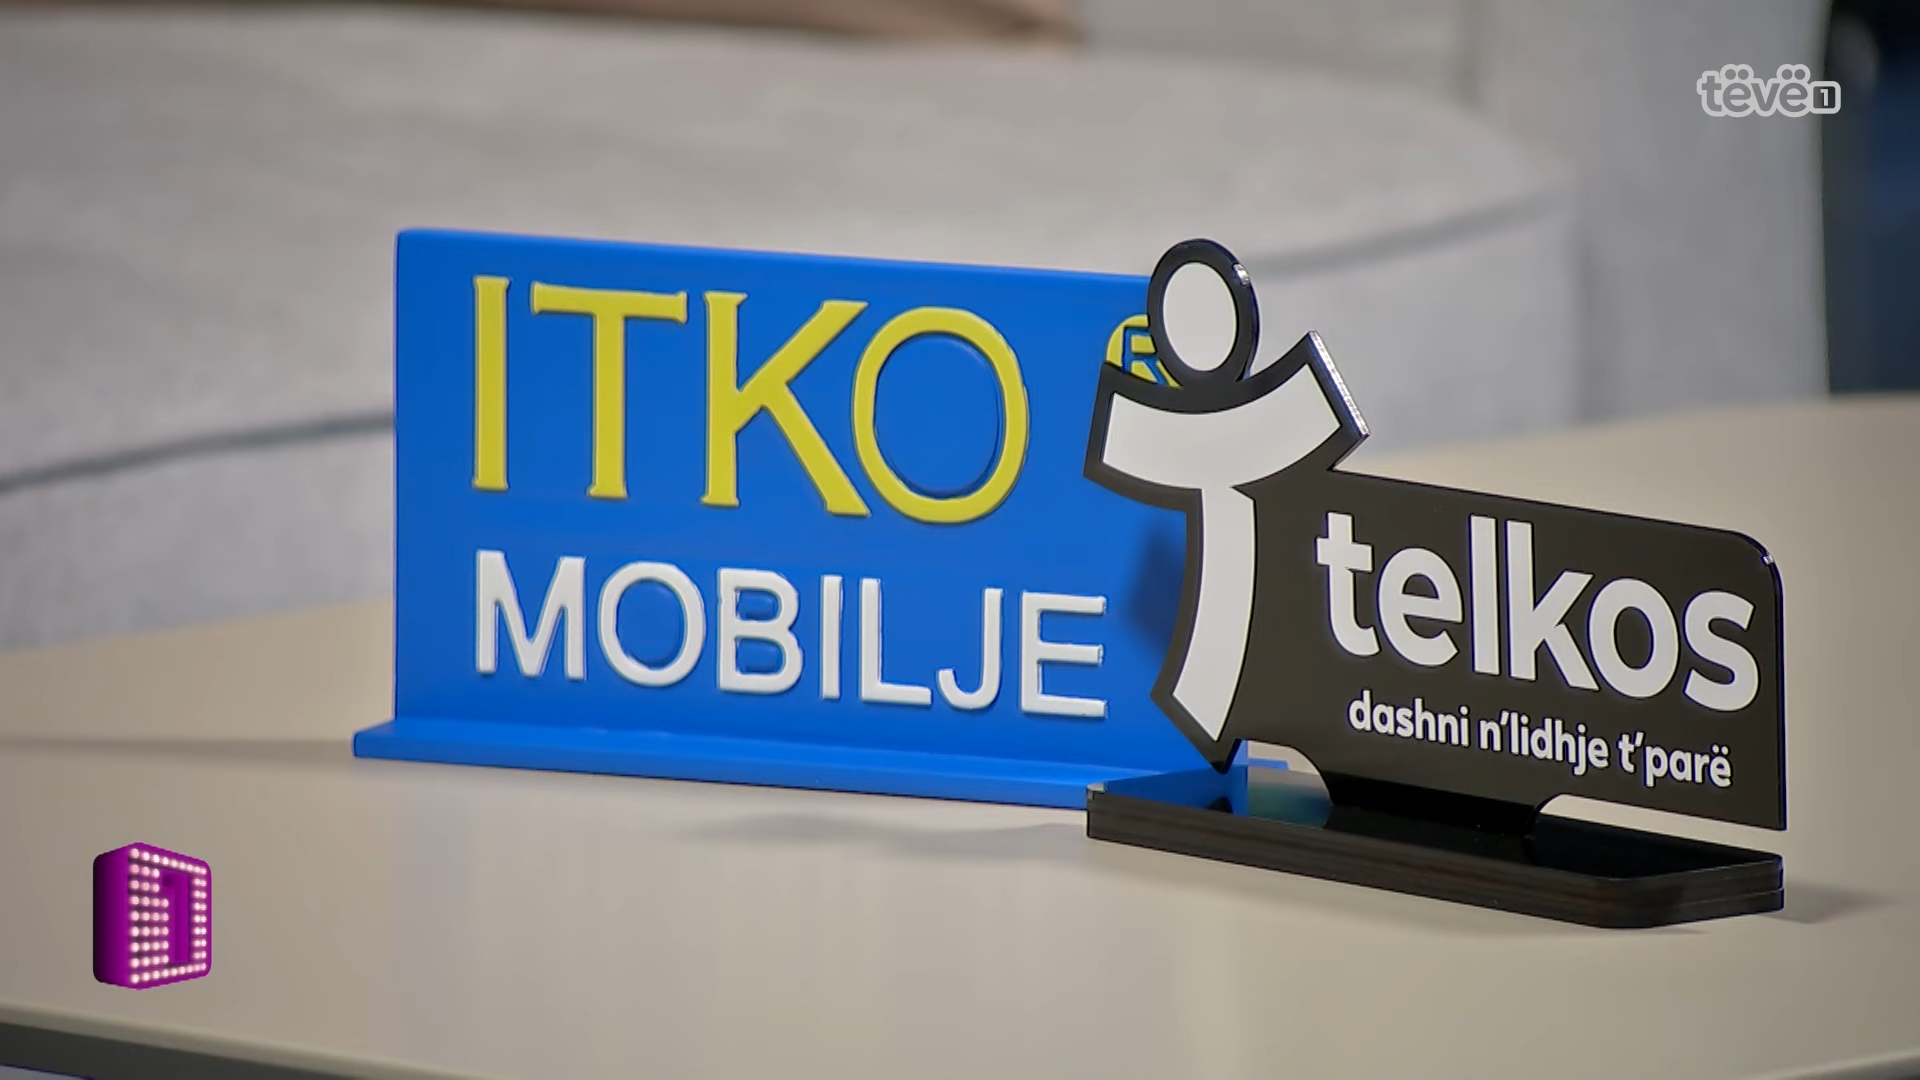 tëvë1
ITKO
MOBILJE
telkos
dashni n'lidhje t'parë